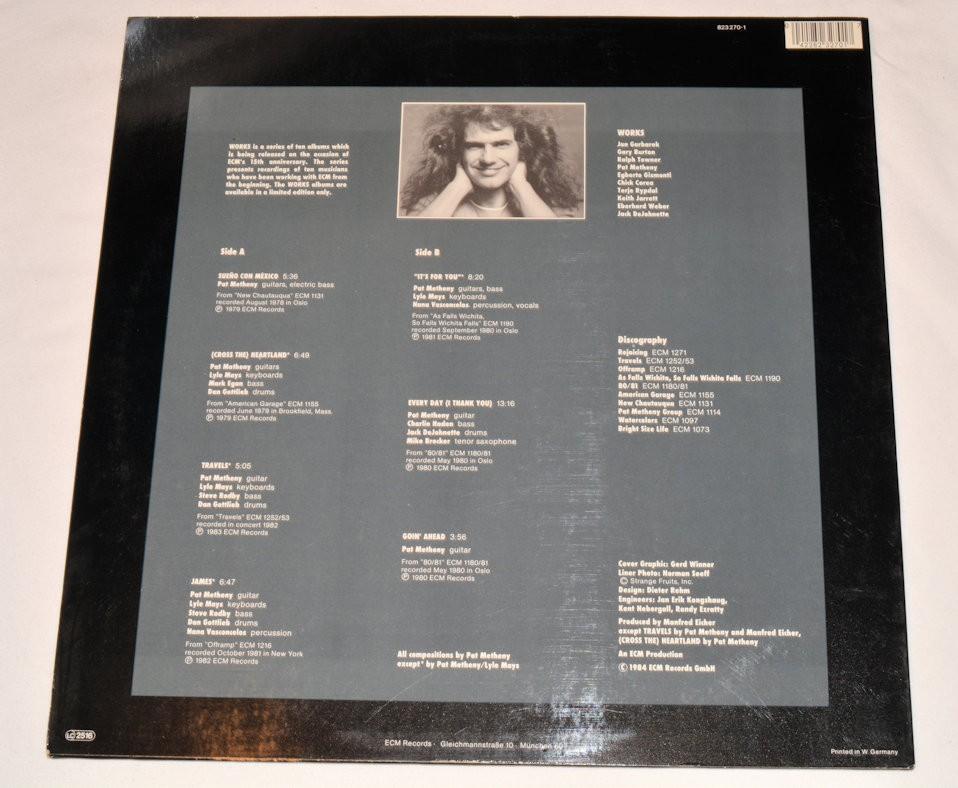 823 270-1
WORKS is a series of ten albums which
is being released on the occasion of
ECM's 15th anniversary. The series
presents recordings of ten musicians
who have been working with ECM from
the beginning. The WORKS albums are
available in a limited edition only.
WORKS
Jan Garbarek
Gary Burton
Ralph Towner
Pat Metheny
Egberto Gismonti
Chick Corea
Terje Rypdal
Keith Jarrett
Eberhard Weber
Jack DeJohnette
Side A
SUEÑO CON MÉXICO 5:36
Pat Metheny guitars, electric bass
From "New Chautauqua" ECM 1131
recorded August 1978 in Oslo
Ⓟ 1979 ECM Records
(CROSS THE) HEARTLAND* 6:49
Pat Metheny guitars
Lyle Mays keyboards
Mark Egan bass
Dan Gottlieb drums
From "American Garage" ECM 1155
recorded June 1979 in Brookfield, Mass.
Ⓟ 1979 ECM Records
TRAVELS* 5:05
Pat Metheny guitar
Lyle Mays keyboards
Steve Rodby bass
Dan Gottlieb drums
From "Travels" ECM 1252/53
recorded in concert 1982
Ⓟ 1983 ECM Records
JAMES* 6:47
Pat Metheny guitar
Lyle Mays keyboards
Steve Rodby bass
Dan Gottlieb drums
Nana Vasconcelos percussion
From "Offramp" ECM 1216
recorded October 1981 in New York
Ⓟ 1982 ECM Records
Side B
"IT'S FOR YOU"* 8:20
Pat Metheny guitars, bass
Lyle Mays keyboards
Nana Vasconcelos percussion, vocals
From "As Falls Wichita,
So Falls Wichita Falls" ECM 1190
recorded September 1980 in Oslo
Ⓟ 1981 ECM Records
EVERY DAY (I THANK YOU) 13:16
Pat Metheny guitar
Charlie Haden bass
Jack DeJohnette drums
Mike Brecker tenor saxophone
From "80/81" ECM 1180/81
recorded May 1980 in Oslo
Ⓟ 1980 ECM Records
GOIN' AHEAD 3:56
Pat Metheny guitar
From "80/81" ECM 1180/81
recorded May 1980 in Oslo
Ⓟ 1980 ECM Records
All compositions by Pat Metheny
except* by Pat Metheny/Lyle Mays
Discography
Rejoicing ECM 1271
Travels ECM 1252/53
Offramp ECM 1216
As Falls Wichita, So Falls Wichita Falls ECM 1190
80/81 ECM 1180/81
American Garage ECM 1155
New Chautauqua ECM 1131
Pat Metheny Group ECM 1114
Watercolors ECM 1097
Bright Size Life ECM 1073
Cover Graphic: Gerd Winner
Liner Photo: Norman Seeff
© Strange Fruits, Inc.
Design: Dieter Rehm
Engineers: Jan Erik Kongshaug,
Kent Nebergall, Randy Ezratty
Produced by Manfred Eicher
except TRAVELS by Pat Metheny and Manfred Eicher,
(CROSS THE) HEARTLAND by Pat Metheny
An ECM Production
© 1984 ECM Records GmbH
LC 2516
ECM Records · Gleichmannstraße 10 · München 60
Printed in W. Germany